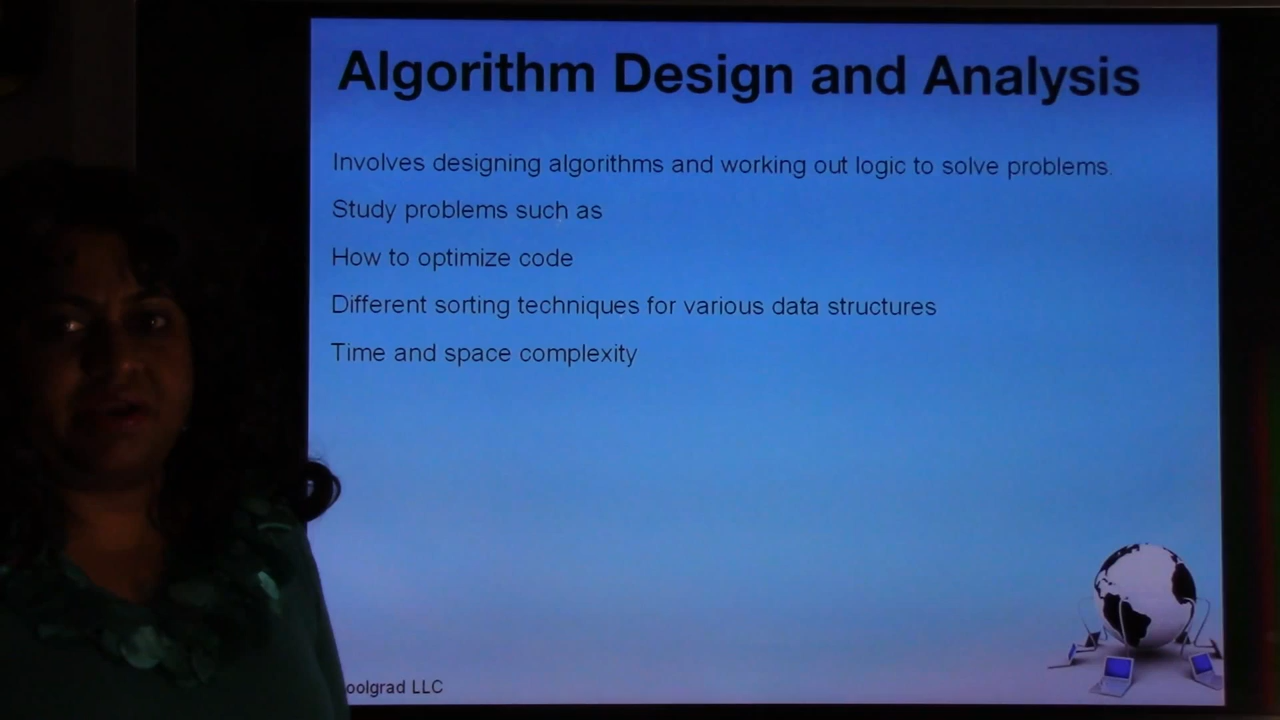 Algorithm Design and Analysis
Involves designing algorithms and working out logic to solve problems.
Study problems such as
How to optimize code
Different sorting techniques for various data structures
Time and space complexity
oolgrad LLC